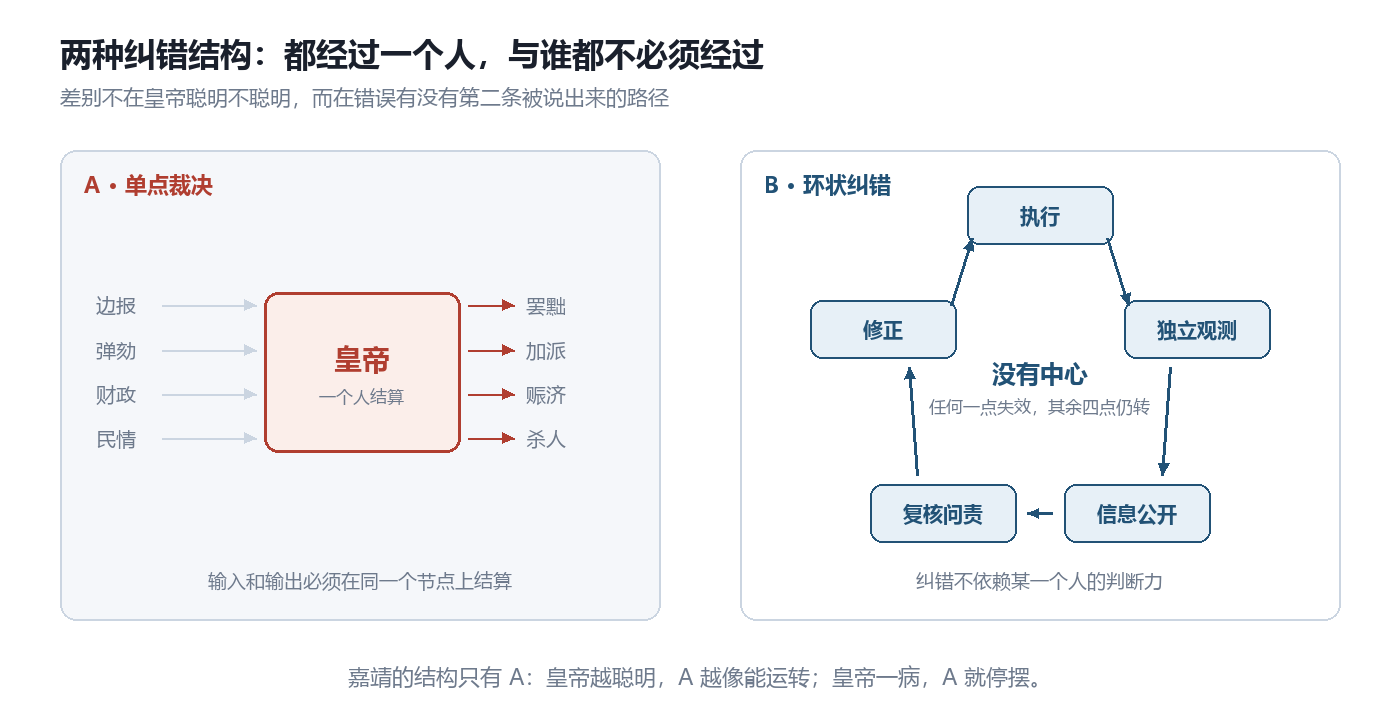 两种纠错结构：都经过一个人，与谁都不必须经过
差别不在皇帝聪明不聪明，而在错误有没有第二条被说出来的路径
A · 单点裁决
边报
弹劾
财政
民情
皇帝
一个人结算
罢黜
加派
赈济
杀人
输入和输出必须在同一个节点上结算
B · 环状纠错
执行
修正
独立观测
没有中心
任何一点失效，其余四点仍转
复核问责
信息公开
纠错不依赖某一个人的判断力
嘉靖的结构只有 A：皇帝越聪明，A 越像能运转；皇帝一病，A 就停摆。